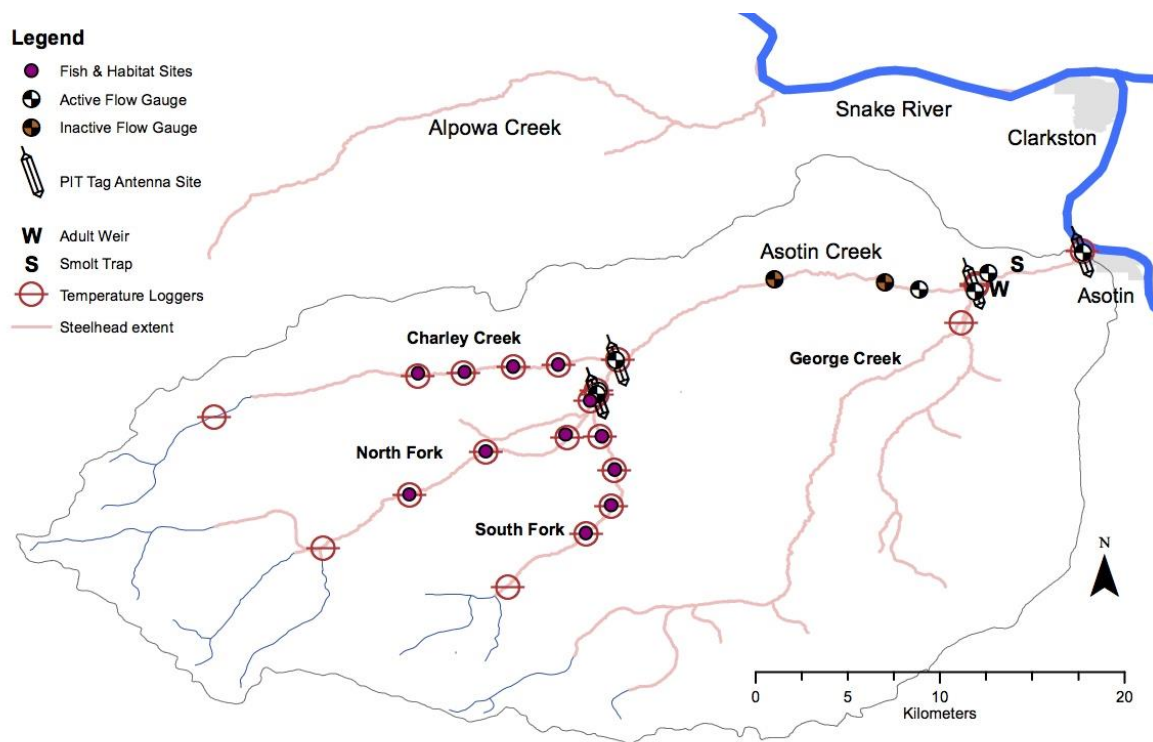 Legend
Fish & Habitat Sites
Active Flow Gauge
Inactive Flow Gauge
PIT Tag Antenna Site
W Adult Weir
S Smolt Trap
Temperature Loggers
Steelhead extent
Alpowa Creek
Snake River
Clarkston
Asotin Creek
S
W
Asotin
Charley Creek
George Creek
North Fork
South Fork
N
0 5 10 20
Kilometers